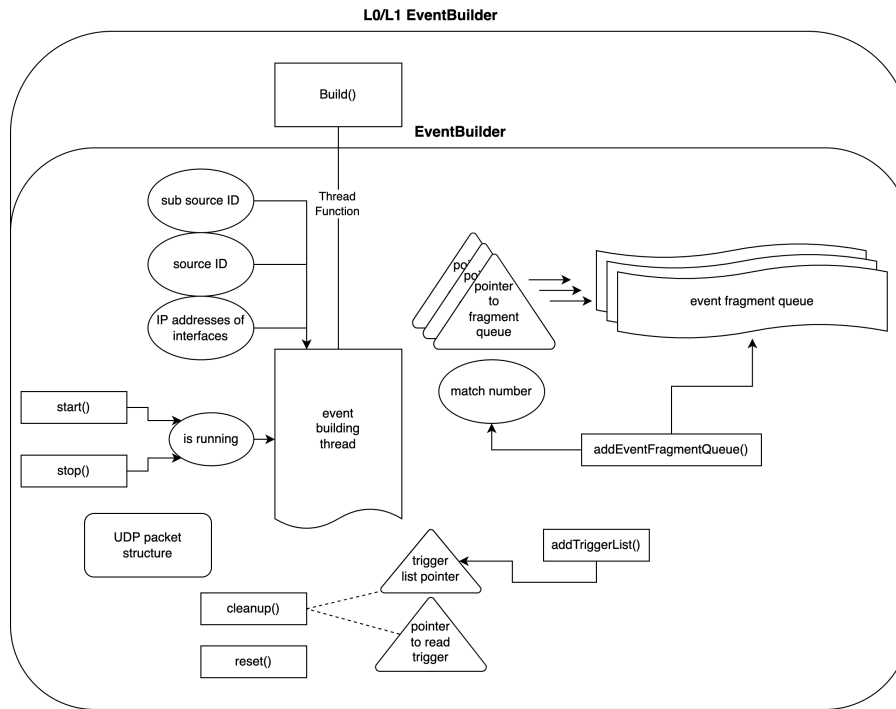 L0/L1 EventBuilder
Build()
EventBuilder
sub source ID
Thread
Function
source ID
IP addresses of
interfaces
poi
poi
pointer
to
fragment
queue
event fragment queue
match number
start()
event
building
thread
is running
addEventFragmentQueue()
stop()
UDP packet
structure
trigger
list pointer
addTriggerList()
cleanup()
pointer
to read
trigger
reset()